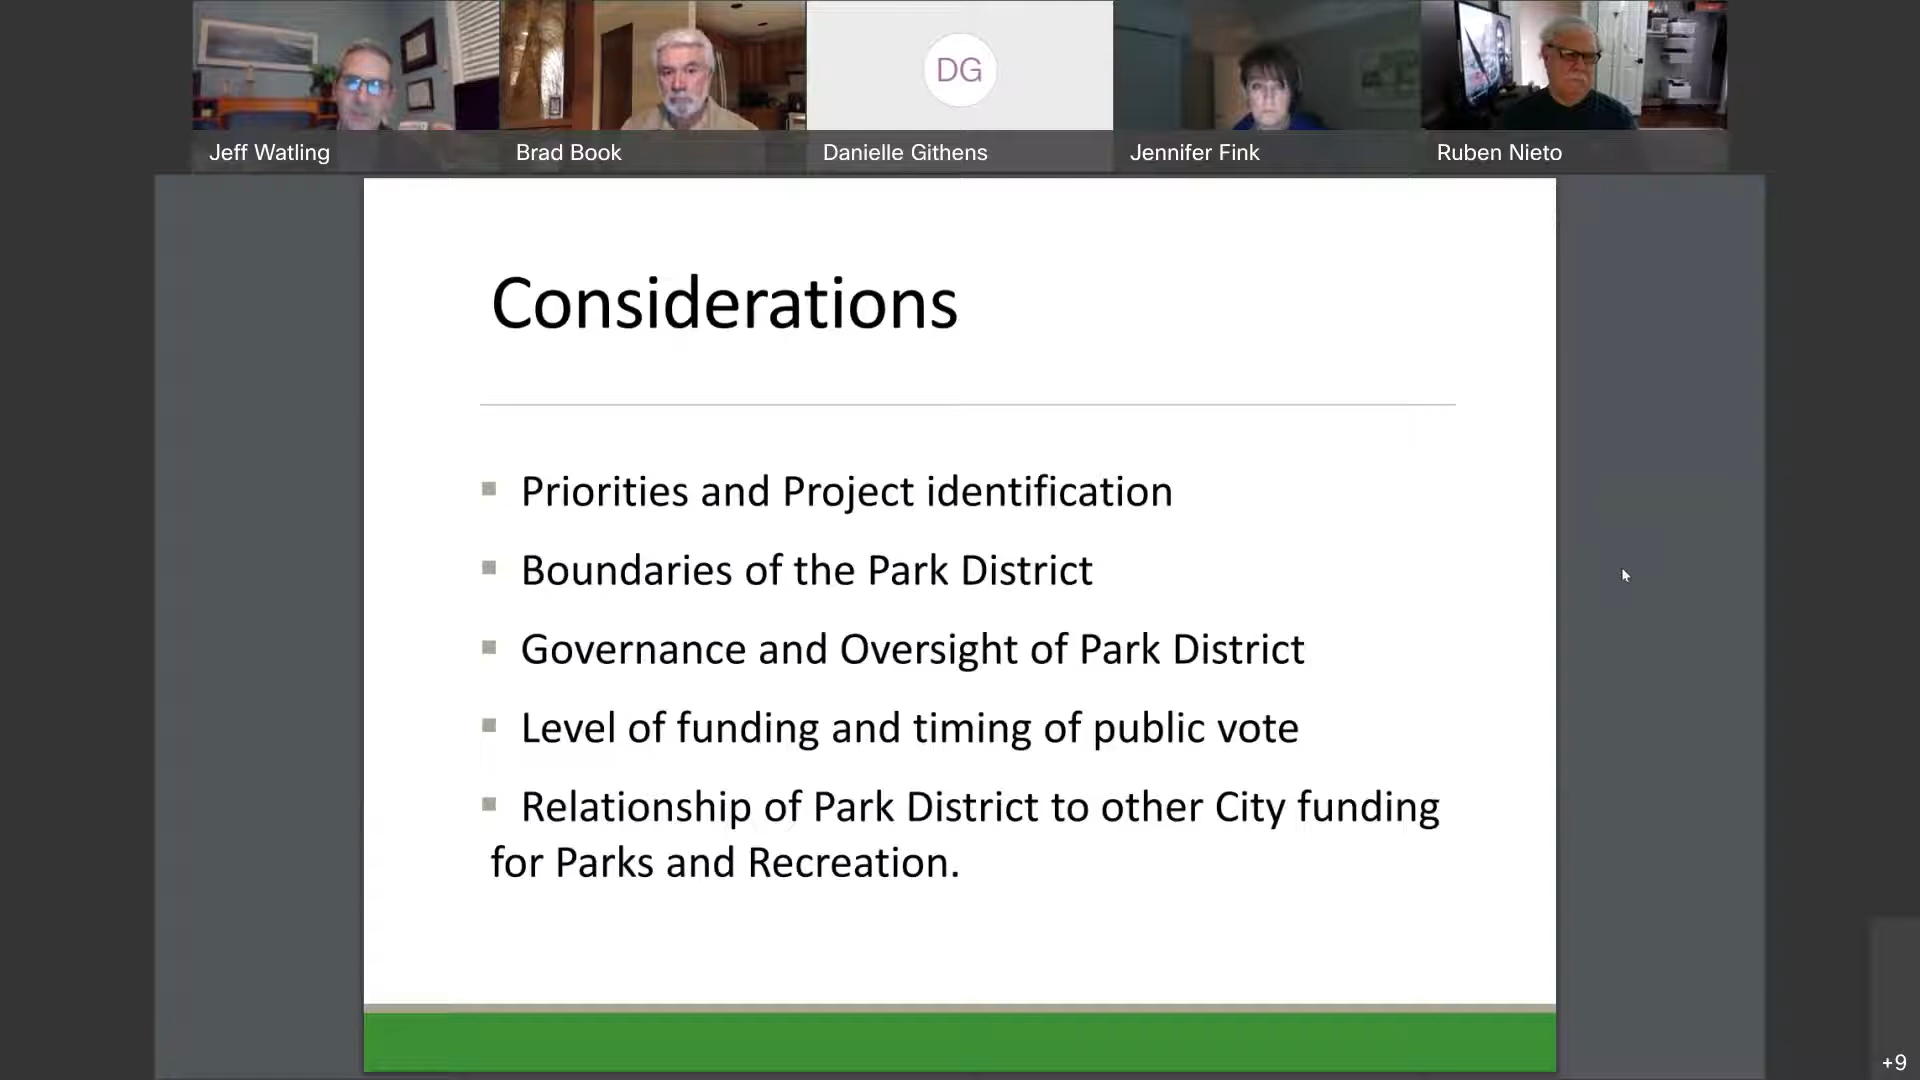 DG
Jeff Watling
Brad Book
Danielle Githens
Jennifer Fink
Ruben Nieto
Considerations
Priorities and Project identification
Boundaries of the Park District
Governance and Oversight of Park District
Level of funding and timing of public vote
Relationship of Park District to other City funding
for Parks and Recreation.
+9